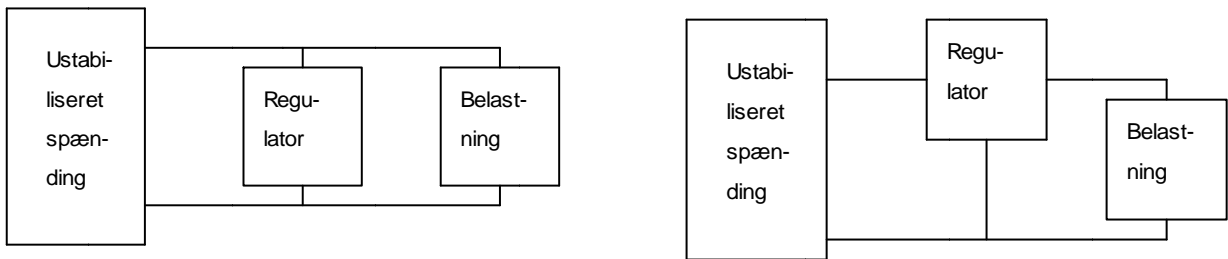 Ustabi-
liseret
spæn-
ding
Regu-
lator
Belast-
ning
Ustabi-
liseret
spæn-
ding
Regu-
lator
Belast-
ning